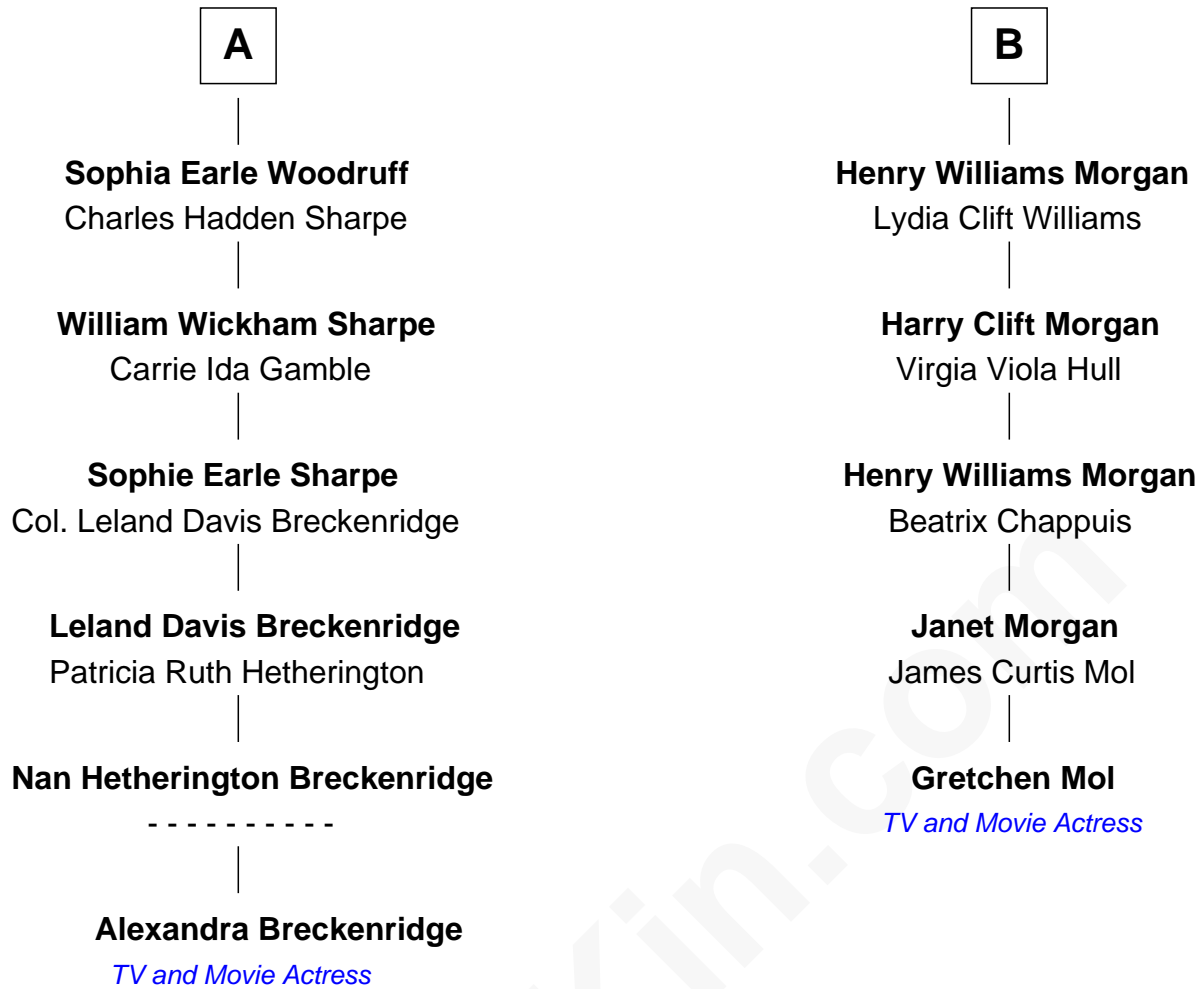 A
Sophia Earle Woodruff
Charles Hadden Sharpe
William Wickham Sharpe
Carrie Ida Gamble
Sophie Earle Sharpe
Col. Leland Davis Breckenridge
Leland Davis Breckenridge
Patricia Ruth Hetherington
Nan Hetherington Breckenridge
- - - - - - - - - -
Alexandra Breckenridge
TV and Movie Actress
B
Henry Williams Morgan
Lydia Clift Williams
Harry Clift Morgan
Virgia Viola Hull
Henry Williams Morgan
Beatrix Chappuis
Janet Morgan
James Curtis Mol
Gretchen Mol
TV and Movie Actress
Kin.com